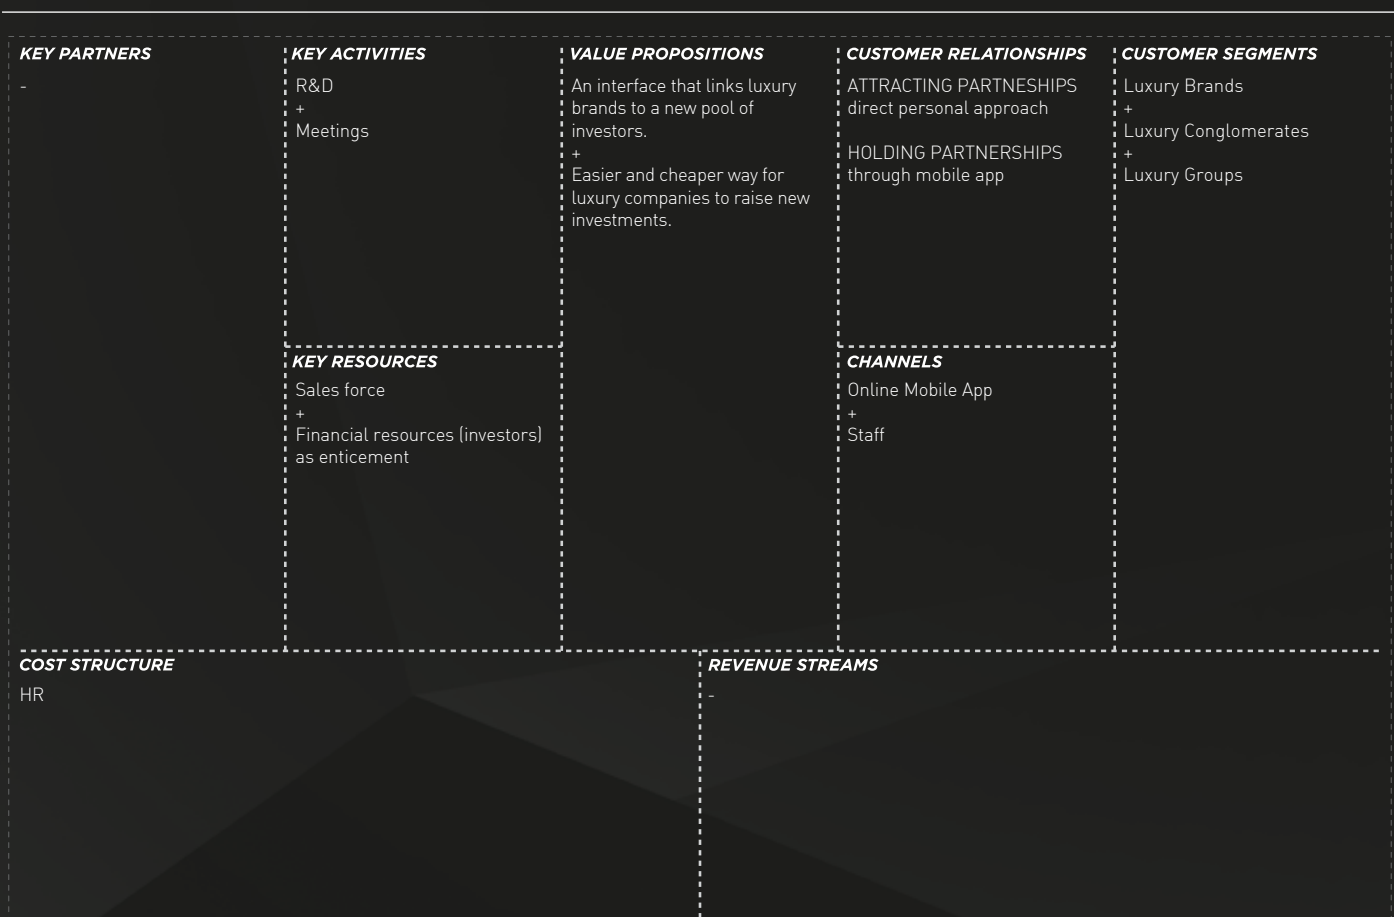 KEY PARTNERS
-
KEY ACTIVITIES
R&D
+
Meetings
KEY RESOURCES
Sales force
+
Financial resources (investors)
as enticement
VALUE PROPOSITIONS
An interface that links luxury
brands to a new pool of
investors.
+
Easier and cheaper way for
luxury companies to raise new
investments.
CUSTOMER RELATIONSHIPS
ATTRACTING PARTNESHIPS
direct personal approach
HOLDING PARTNERSHIPS
through mobile app
CHANNELS
Online Mobile App
+
Staff
CUSTOMER SEGMENTS
Luxury Brands
+
Luxury Conglomerates
+
Luxury Groups
COST STRUCTURE
HR
REVENUE STREAMS
-